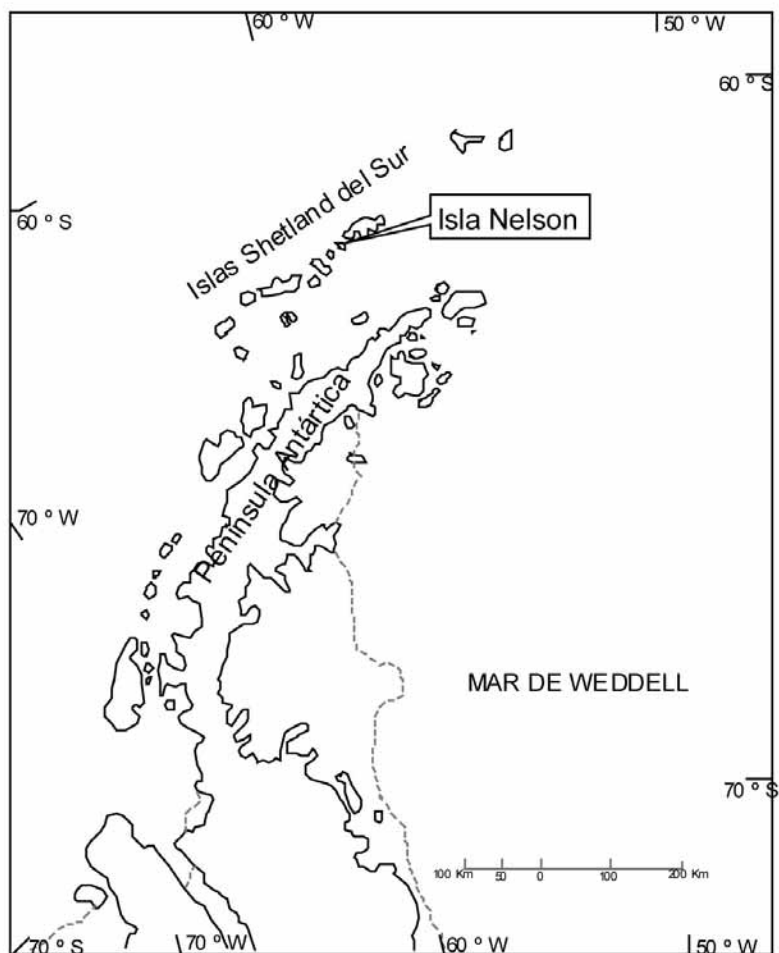 60 º W
50 º W
60 º S
Islas Shetland del Sur
60 º S
Isla Nelson
Península Antártica
70 º W
MAR DE WEDDELL
70 º S
100 Km 50 0 100 200 Km
70 º S
70 º W
60 º W
50 º W